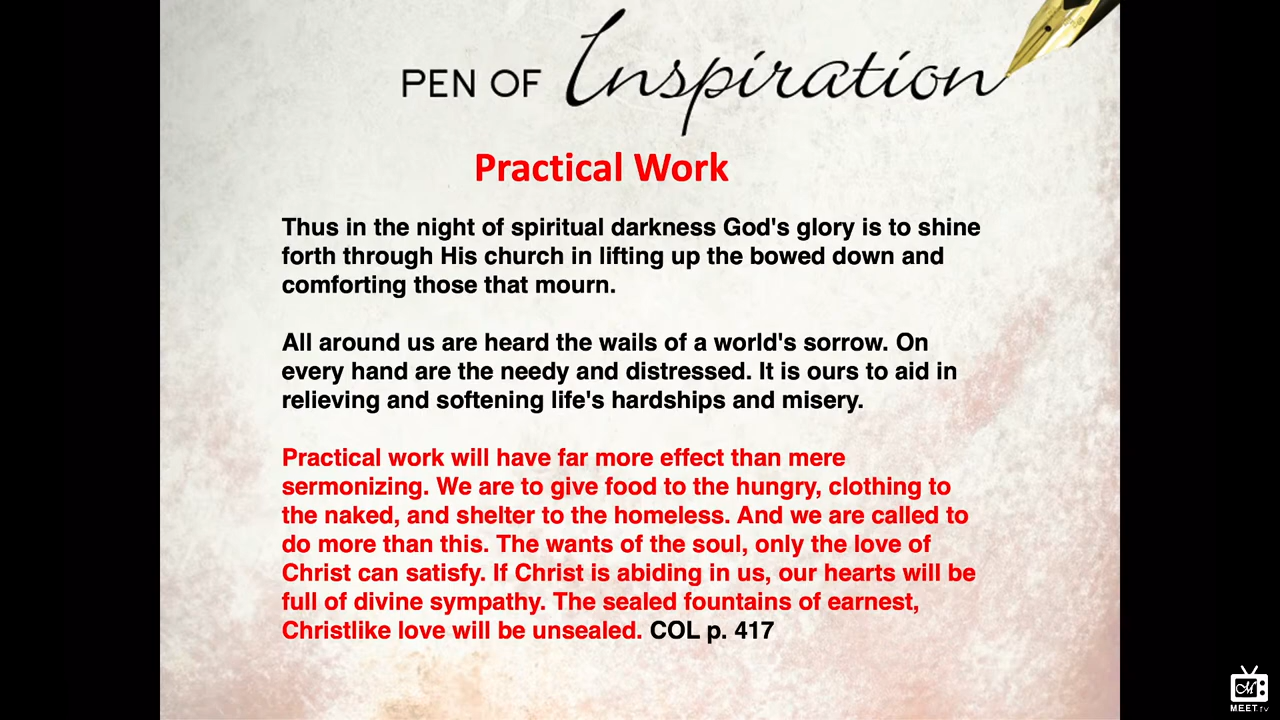 PEN OF Inspiration
Practical Work
Thus in the night of spiritual darkness God's glory is to shine
forth through His church in lifting up the bowed down and
comforting those that mourn.
All around us are heard the wails of a world's sorrow. On
every hand are the needy and distressed. It is ours to aid in
relieving and softening life's hardships and misery.
Practical work will have far more effect than mere
sermonizing. We are to give food to the hungry, clothing to
the naked, and shelter to the homeless. And we are called to
do more than this. The wants of the soul, only the love of
Christ can satisfy. If Christ is abiding in us, our hearts will be
full of divine sympathy. The sealed fountains of earnest,
Christlike love will be unsealed. COL p. 417
M
MEET.TV